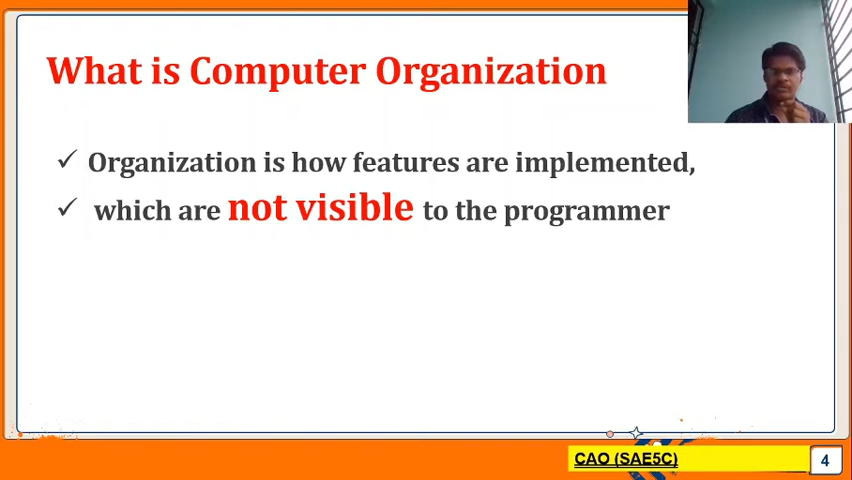 What is Computer Organization
✓ Organization is how features are implemented,
✓ which are not visible to the programmer
CAO (SAE5C)
4